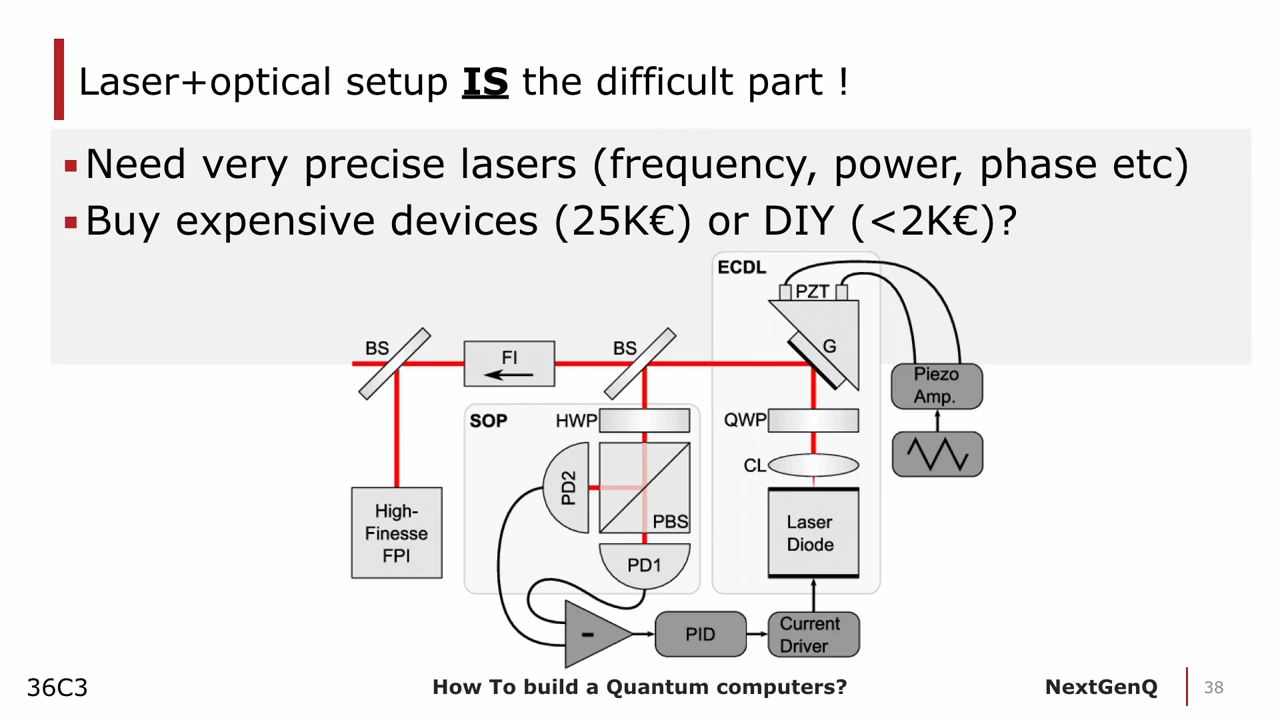 Laser+optical setup IS the difficult part !
Need very precise lasers (frequency, power, phase etc)
Buy expensive devices (25K€) or DIY (<2K€)?
ECDL
PZT
BS
FI
BS
G
Piezo
Amp.
SOP
HWP
QWP
PD2
CL
PBS
High-
Finesse
FPI
Laser
Diode
PD1
-
PID
Current
Driver
36C3
How To build a Quantum computers?
NextGenQ
38